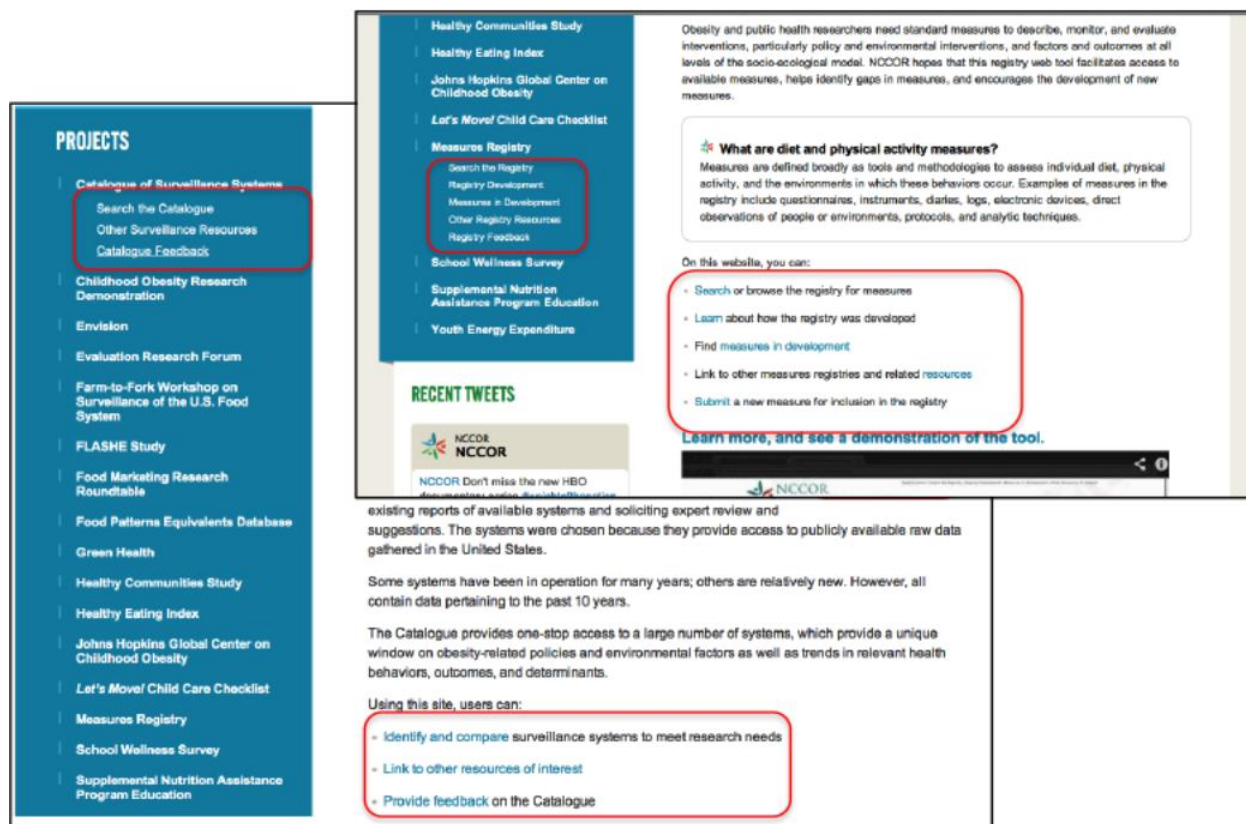 Healthy Communities Study
Healthy Eating Index
Johns Hopkins Global Center on
Childhood Obesity
Let's Move! Child Care Checklist
Measures Registry
Search the Registry
Registry Development
Measures in Development
Other Registry Resources
Registry Feedback
School Wellness Survey
Supplemental Nutrition
Assistance Program Education
Youth Energy Expenditure
RECENT TWEETS
NCCOR
NCCOR
NCCOR Don't miss the new HBO
Obesity and public health researchers need standard measures to describe, monitor, and evaluate
interventions, particularly policy and environmental interventions, and factors and outcomes at all
levels of the socio-ecological model. NCCOR hopes that this registry web tool facilitates access to
available measures, helps identify gaps in measures, and encourages the development of new
measures.
What are diet and physical activity measures?
Measures are defined broadly as tools and methodologies to assess individual diet, physical
activity, and the environments in which these behaviors occur. Examples of measures in the
registry include questionnaires, instruments, diaries, logs, electronic devices, direct
observations of people or environments, protocols, and analytic techniques.
On this website, you can:
Search or browse the registry for measures
Learn about how the registry was developed
Find measures in development
Link to other measures registries and related resources
Submit a new measure for inclusion in the registry
Learn more, and see a demonstration of the tool.
NCCOR
PROJECTS
Catalogue of Surveillance Systems
Search the Catalogue
Other Surveillance Resources
Catalogue Feedback
Childhood Obesity Research
Demonstration
Envision
Evaluation Research Forum
Farm-to-Fork Workshop on
Surveillance of the U.S. Food
System
FLASHE Study
Food Marketing Research
Roundtable
Food Patterns Equivalents Database
Green Health
Healthy Communities Study
Healthy Eating Index
Johns Hopkins Global Center on
Childhood Obesity
Let's Move! Child Care Checklist
Measures Registry
School Wellness Survey
Supplemental Nutrition Assistance
Program Education
existing reports of available systems and soliciting expert review and
suggestions. The systems were chosen because they provide access to publicly available raw data
gathered in the United States.
Some systems have been in operation for many years; others are relatively new. However, all
contain data pertaining to the past 10 years.
The Catalogue provides one-stop access to a large number of systems, which provide a unique
window on obesity-related policies and environmental factors as well as trends in relevant health
behaviors, outcomes, and determinants.
Using this site, users can:
Identify and compare surveillance systems to meet research needs
Link to other resources of interest
Provide feedback on the Catalogue